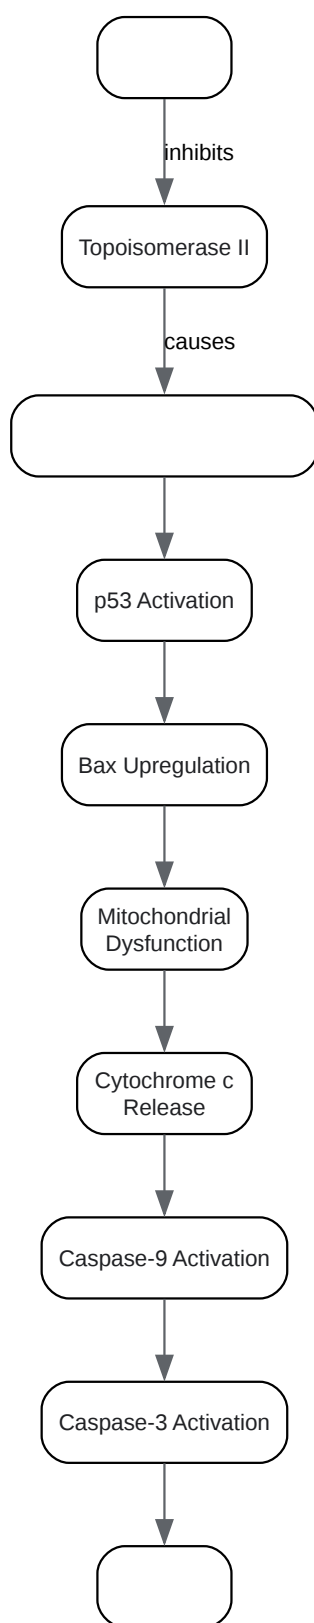 inhibits
Topoisomerase II
causes
p53 Activation
Bax Upregulation
Mitochondrial
Dysfunction
Cytochrome c
Release
Caspase-9 Activation
Caspase-3 Activation